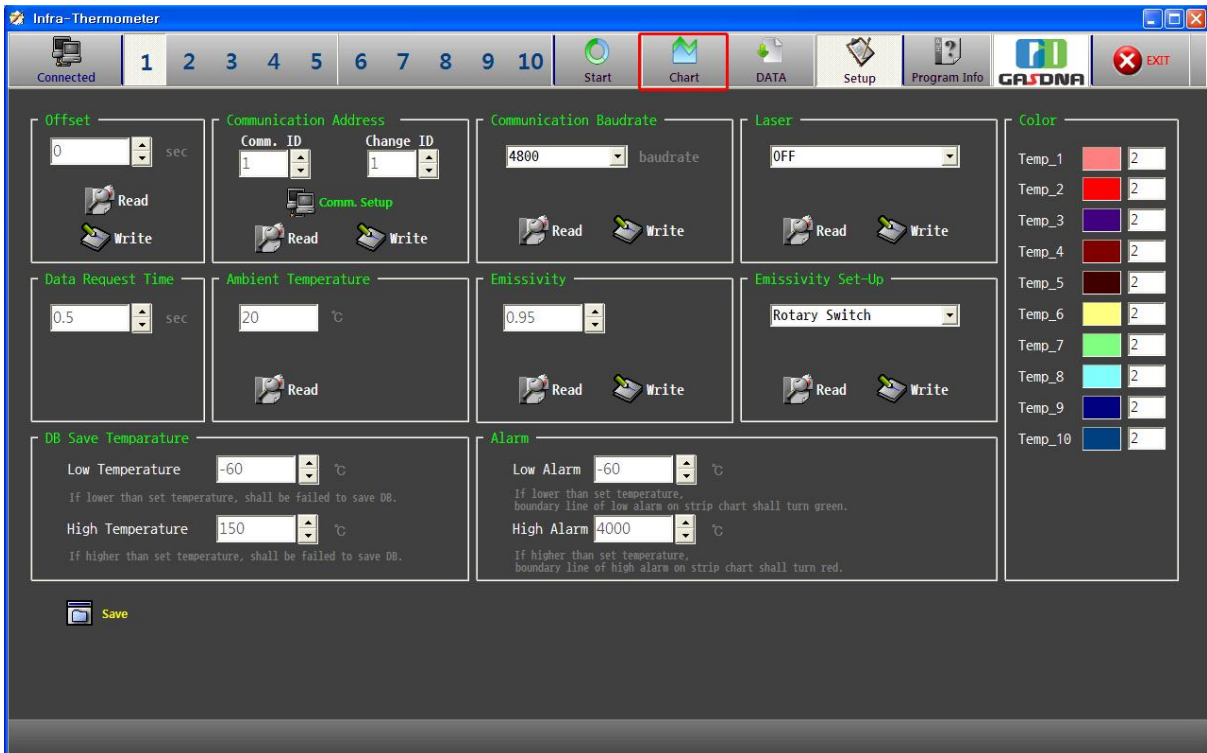 Infra-Thermometer
Connected 1 2 3 4 5 6 7 8 9 10 Start Chart DATA Setup Program Info GASDNA EXIT
Offset
0 sec
Read
Write
Communication Address
Comm. ID Change ID
1 1
Comm. Setup
Read Write
Communication Baudrate
4800 baudrate
Read Write
Laser
OFF
Read Write
Color
Temp_1 2
Temp_2 2
Temp_3 2
Temp_4 2
Temp_5 2
Temp_6 2
Temp_7 2
Temp_8 2
Temp_9 2
Temp_10 2
Data Request Time
0.5 sec
Ambient Temperature
20 ℃
Read
Emissivity
0.95
Read Write
Emissivity Set-Up
Rotary Switch
Read Write
DB Save Temparature
Low Temperature -60 ℃
If lower than set temperature, shall be failed to save DB.
High Temperature 150 ℃
If higher than set temperature, shall be failed to save DB.
Alarm
Low Alarm -60 ℃
If lower than set temperature,
boundary line of low alarm on strip chart shall turn green.
High Alarm 4000 ℃
If higher than set temperature,
boundary line of high alarm on strip chart shall turn red.
Save